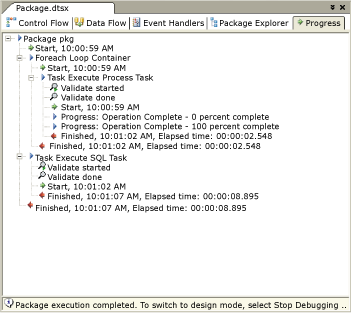 Package.dtsx
Control Flow Data Flow Event Handlers Package Explorer Progress
Package pkg
Start, 10:00:59 AM
Foreach Loop Container
Start, 10:00:59 AM
Task Execute Process Task
Validate started
Validate done
Start, 10:00:59 AM
Progress: Operation Complete - 0 percent complete
Progress: Operation Complete - 100 percent complete
Finished, 10:01:02 AM, Elapsed time: 00:00:02.548
Finished, 10:01:02 AM, Elapsed time: 00:00:02.548
Task Execute SQL Task
Validate started
Validate done
Start, 10:01:02 AM
Finished, 10:01:07 AM, Elapsed time: 00:00:08.895
Finished, 10:01:07 AM, Elapsed time: 00:00:08.895
Package execution completed. To switch to design mode, select Stop Debugging ..